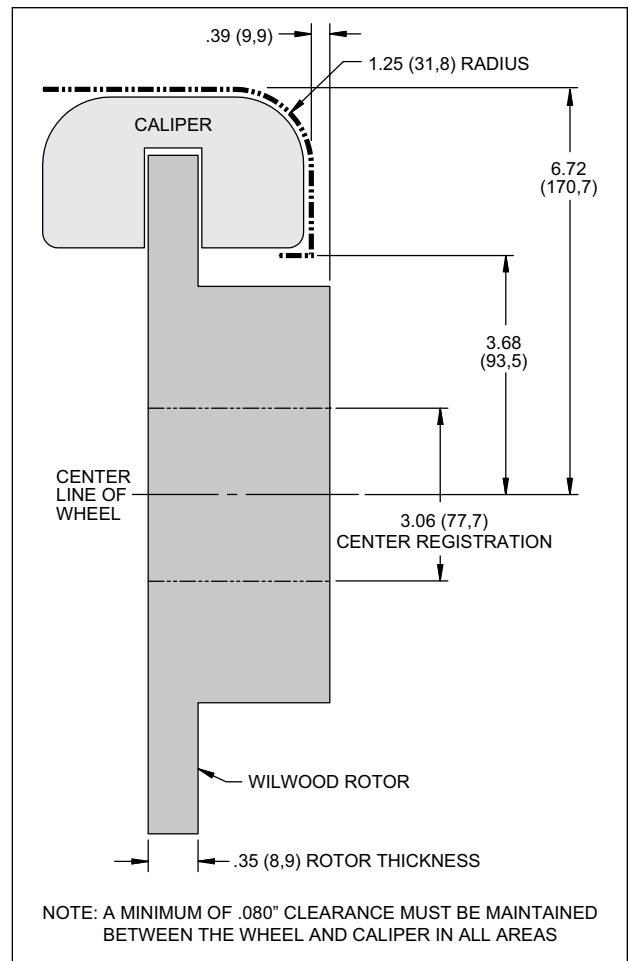 .39 (9,9)
1.25 (31,8) RADIUS
CALIPER
6.72
(170,7)
3.68
(93,5)
CENTER
LINE OF
WHEEL
3.06 (77,7)
CENTER REGISTRATION
WILWOOD ROTOR
.35 (8,9) ROTOR THICKNESS
NOTE: A MINIMUM OF .080” CLEARANCE MUST BE MAINTAINED
BETWEEN THE WHEEL AND CALIPER IN ALL AREAS